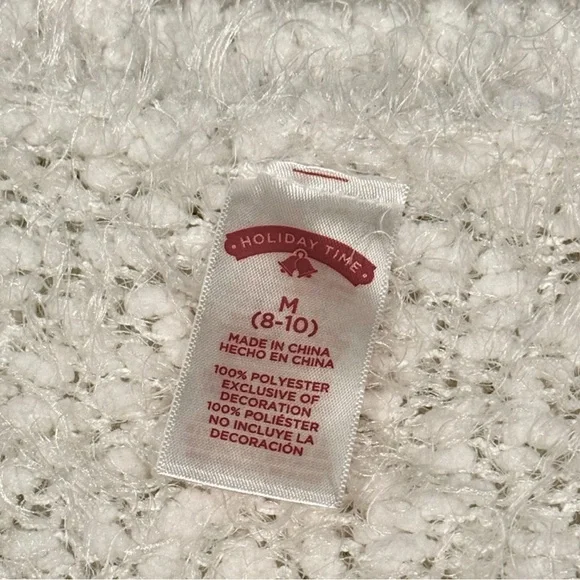 • HOLIDAY TIME •
M
(8-10)
MADE IN CHINA
HECHO EN CHINA
100% POLYESTER
EXCLUSIVE OF
DECORATION
100% POLIÉSTER
NO INCLUYE LA
DECORACIÓN